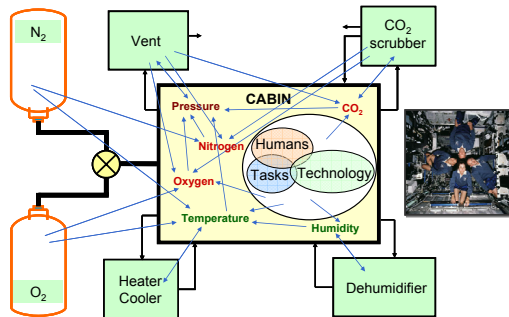 N2
Vent
CO2
scrubber
CABIN
Pressure
CO2
Nitrogen
Humans
Oxygen
Tasks
Technology
Temperature
Humidity
O2
Heater
Cooler
Dehumidifier